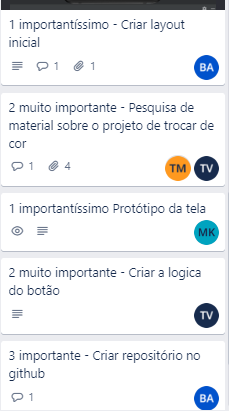 1 importantíssimo - Criar layout
inicial
1 1
BA
2 muito importante - Pesquisa de
material sobre o projeto de trocar de
cor
1 4
TM TV
1 importantíssimo Protótipo da tela
MK
2 muito importante - Criar a logica
do botão
TV
3 importante - Criar repositório no
github
1
BA